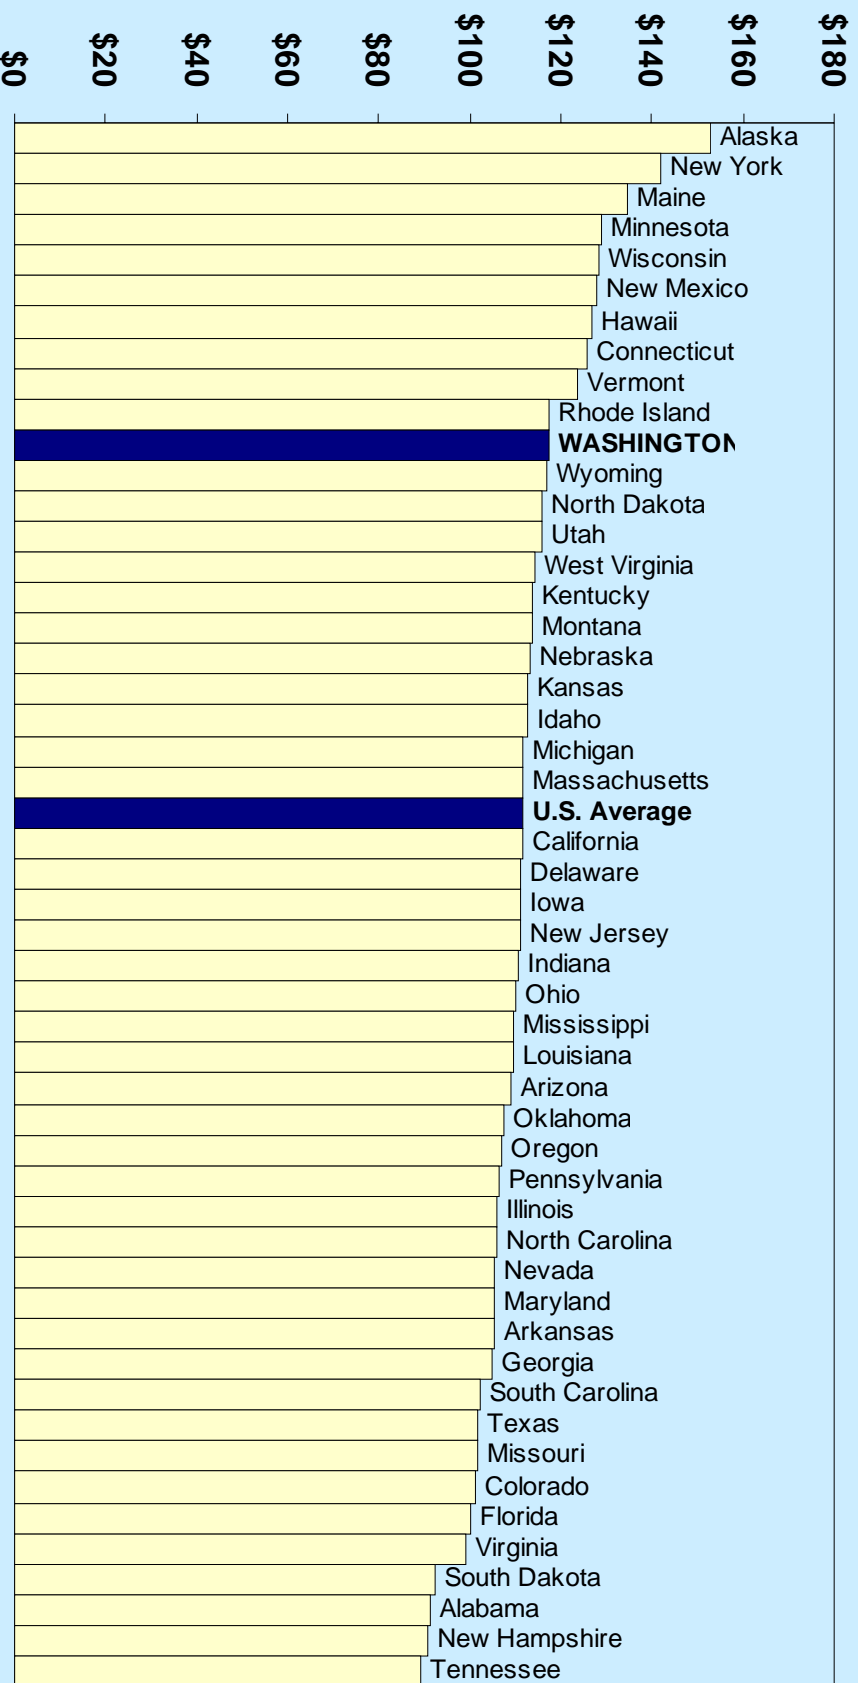 $0
$20
$40
$60
$80
$100
$120
$140
$160
$180
Alaska
New York
Maine
Minnesota
Wisconsin
New Mexico
Hawaii
Connecticut
Vermont
Rhode Island
WASHINGTON
Wyoming
North Dakota
Utah
West Virginia
Kentucky
Montana
Nebraska
Kansas
Idaho
Michigan
Massachusetts
U.S. Average
California
Delaware
Iowa
New Jersey
Indiana
Ohio
Mississippi
Louisiana
Arizona
Oklahoma
Oregon
Pennsylvania
Illinois
North Carolina
Nevada
Maryland
Arkansas
Georgia
South Carolina
Texas
Missouri
Colorado
Florida
Virginia
South Dakota
Alabama
New Hampshire
Tennessee